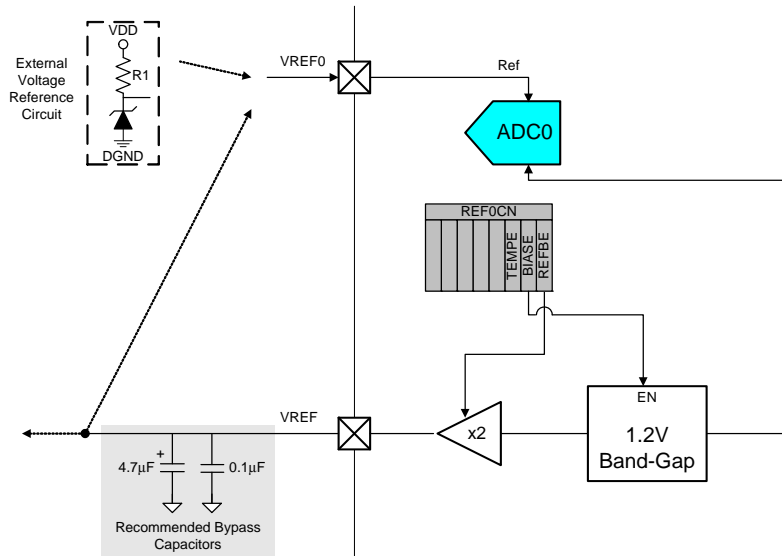 External
Voltage
Reference
Circuit
VDD
R1
DGND
VREF0
Ref
ADC0
REF0CN
TEMPE
BIASE
REFBE
EN
1.2V
Band-Gap
x2
VREF
+
4.7µF
0.1µF
Recommended Bypass
Capacitors